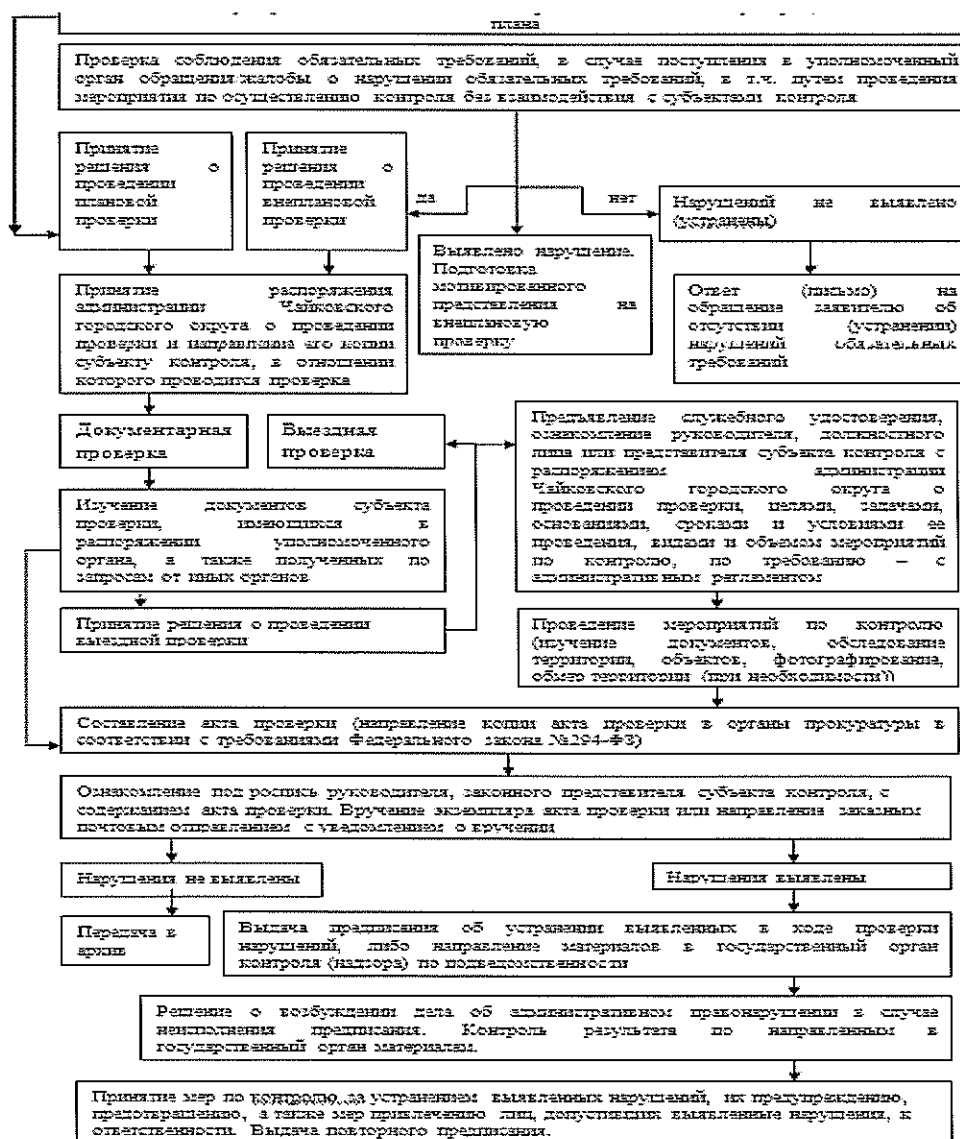 плана
Проверка соблюдения обязательных требований, в случае поступления в уполномоченный
орган обращения/жалобы о нарушении обязательных требований, в т.ч. путем проведения
мероприятия по осуществлению контроля без взаимодействия с субъектами контроля
Принятие
решения о
проведении
плановой
проверки
Принятие
решения о
проведении
внеплановой
проверки
да
нет
Нарушений не выявлено
(устранены)
Выявлено нарушение.
Подготовка
мотивированного
представления на
внеплановую
проверку
Ответ (письмо) на
обращение заявителю об
отсутствии (устранении)
нарушений обязательных
требований
Принятие распоряжения
администрации Чайковского
городского округа о проведении
проверки и направление его копии
субъекту контроля, в отношении
которого проводится проверка
Документарная
проверка
Выездная
проверка
Предъявление служебного удостоверения,
ознакомление руководителя, должностного
лица или представителя субъекта контроля с
распоряжением администрации
Чайковского городского округа о
проведении проверки, целями, задачами,
основаниями, сроками и условиями ее
проведения, видами и объемом мероприятий
по контролю, по требованию – с
административным регламентом
Изучение документов субъекта
проверки, имеющихся в
распоряжении уполномоченного
органа, а также полученных по
запросам от иных органов
Принятие решения о проведении
выездной проверки
Проведение мероприятий по контролю
(изучение документов, обследование
территории, объектов, фотографирование,
обмер территории (при необходимости))
Составление акта проверки (направление копии акта проверки в органы прокуратуры в
соответствии с требованиями Федерального закона №294-ФЗ)
Ознакомление под роспись руководителя, законного представителя субъекта контроля, с
содержанием акта проверки. Вручение экземпляра акта проверки или направление заказным
почтовым отправлением с уведомлением о вручении
Нарушения не выявлены
Нарушения выявлены
Передача в
архив
Выдача предписания об устранении выявленных в ходе проверки
нарушений, либо направление материалов в государственный орган
контроля (надзора) по подведомственности
Решение о возбуждении дела об административном правонарушении в случае
неисполнения предписания. Контроль результата по направленным в
государственный орган материалам.
Принятие мер по контролю за устранением выявленных нарушений, их предупреждению,
предотвращению, а также мер привлечению лиц, допустивших выявленные нарушения, к
ответственности. Выдача повторного предписания.